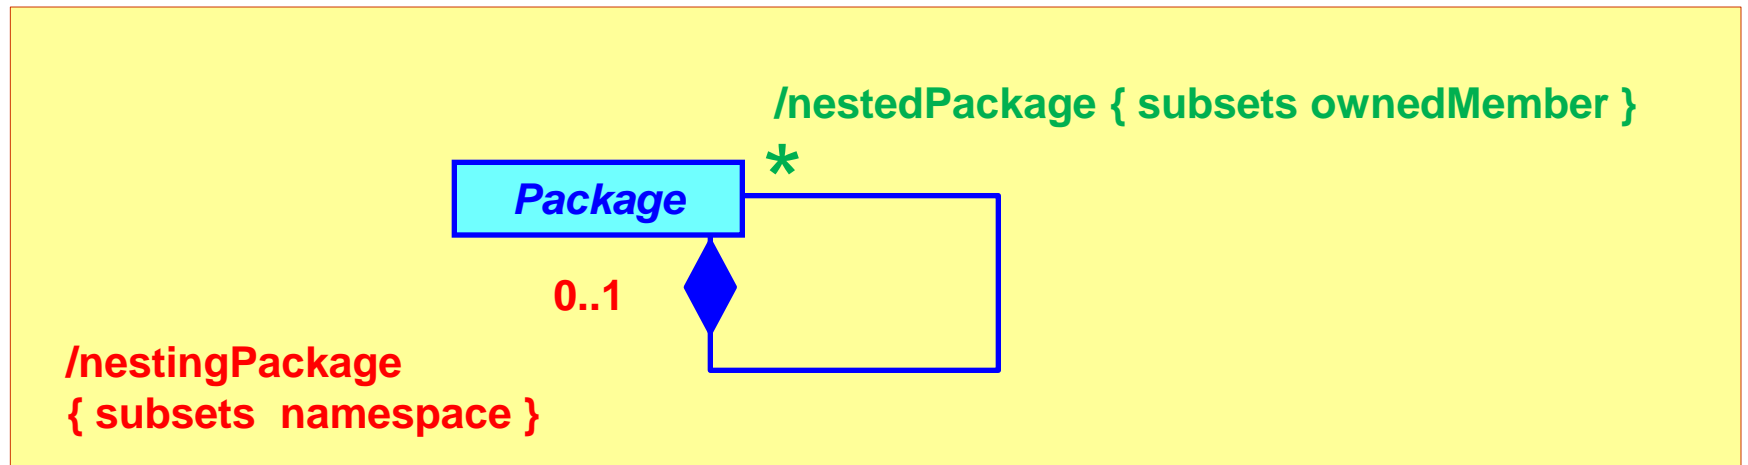 /nestedPackage { subsets ownedMember }
*
Package
0..1
/nestingPackage
{ subsets namespace }